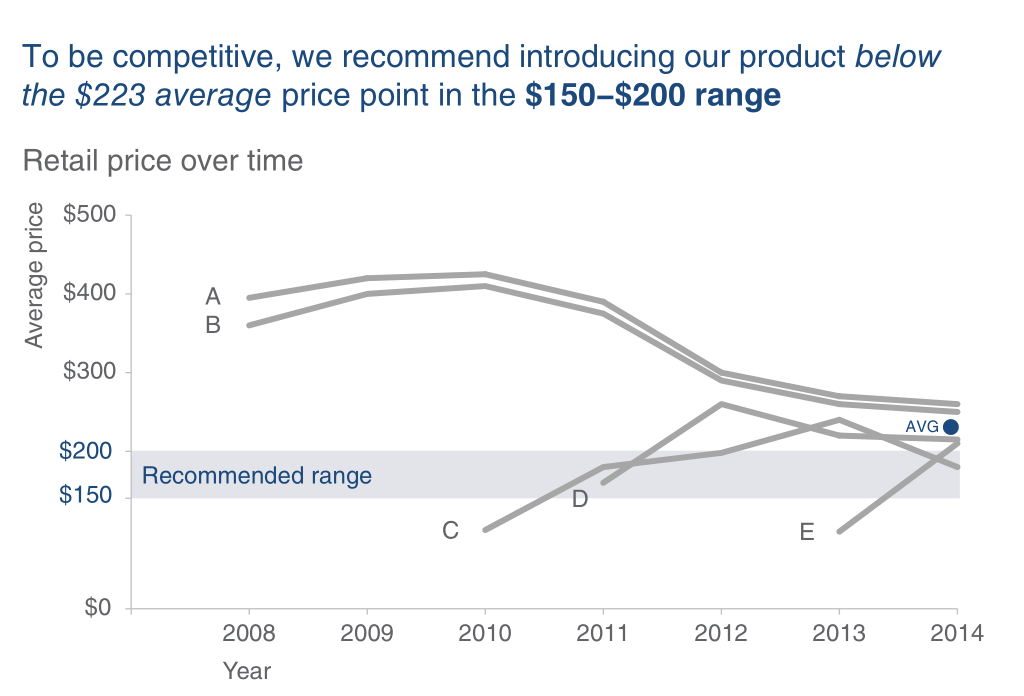 To be competitive, we recommend introducing our product below
the $223 average price point in the $150–$200 range
Retail price over time
Average price
$500
$400
$300
$200
$150
$0
A
B
C
D
E
AVG
Recommended range
2008
2009
2010
2011
2012
2013
2014
Year